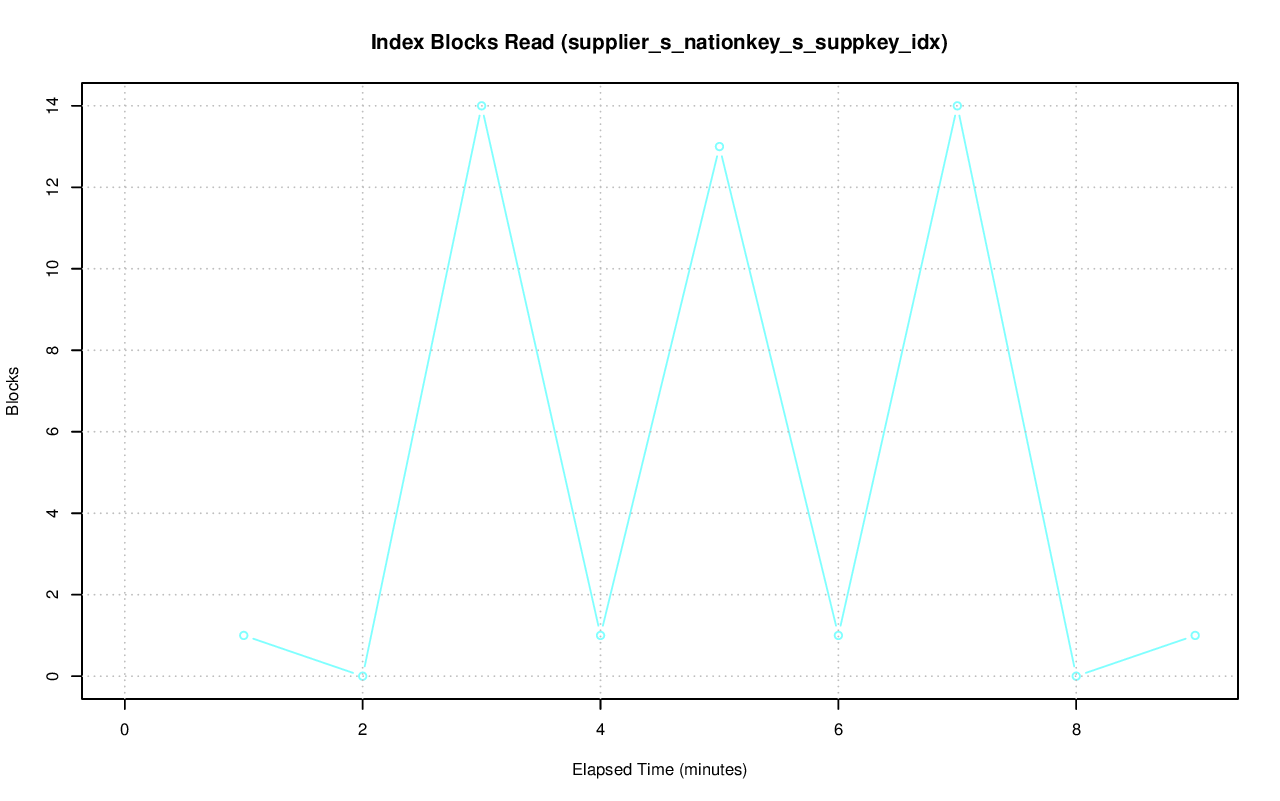 Index Blocks Read (supplier_s_nationkey_s_suppkey_idx)
Blocks
14
12
10
8
6
4
2
0
0 2 4 6 8
Elapsed Time (minutes)